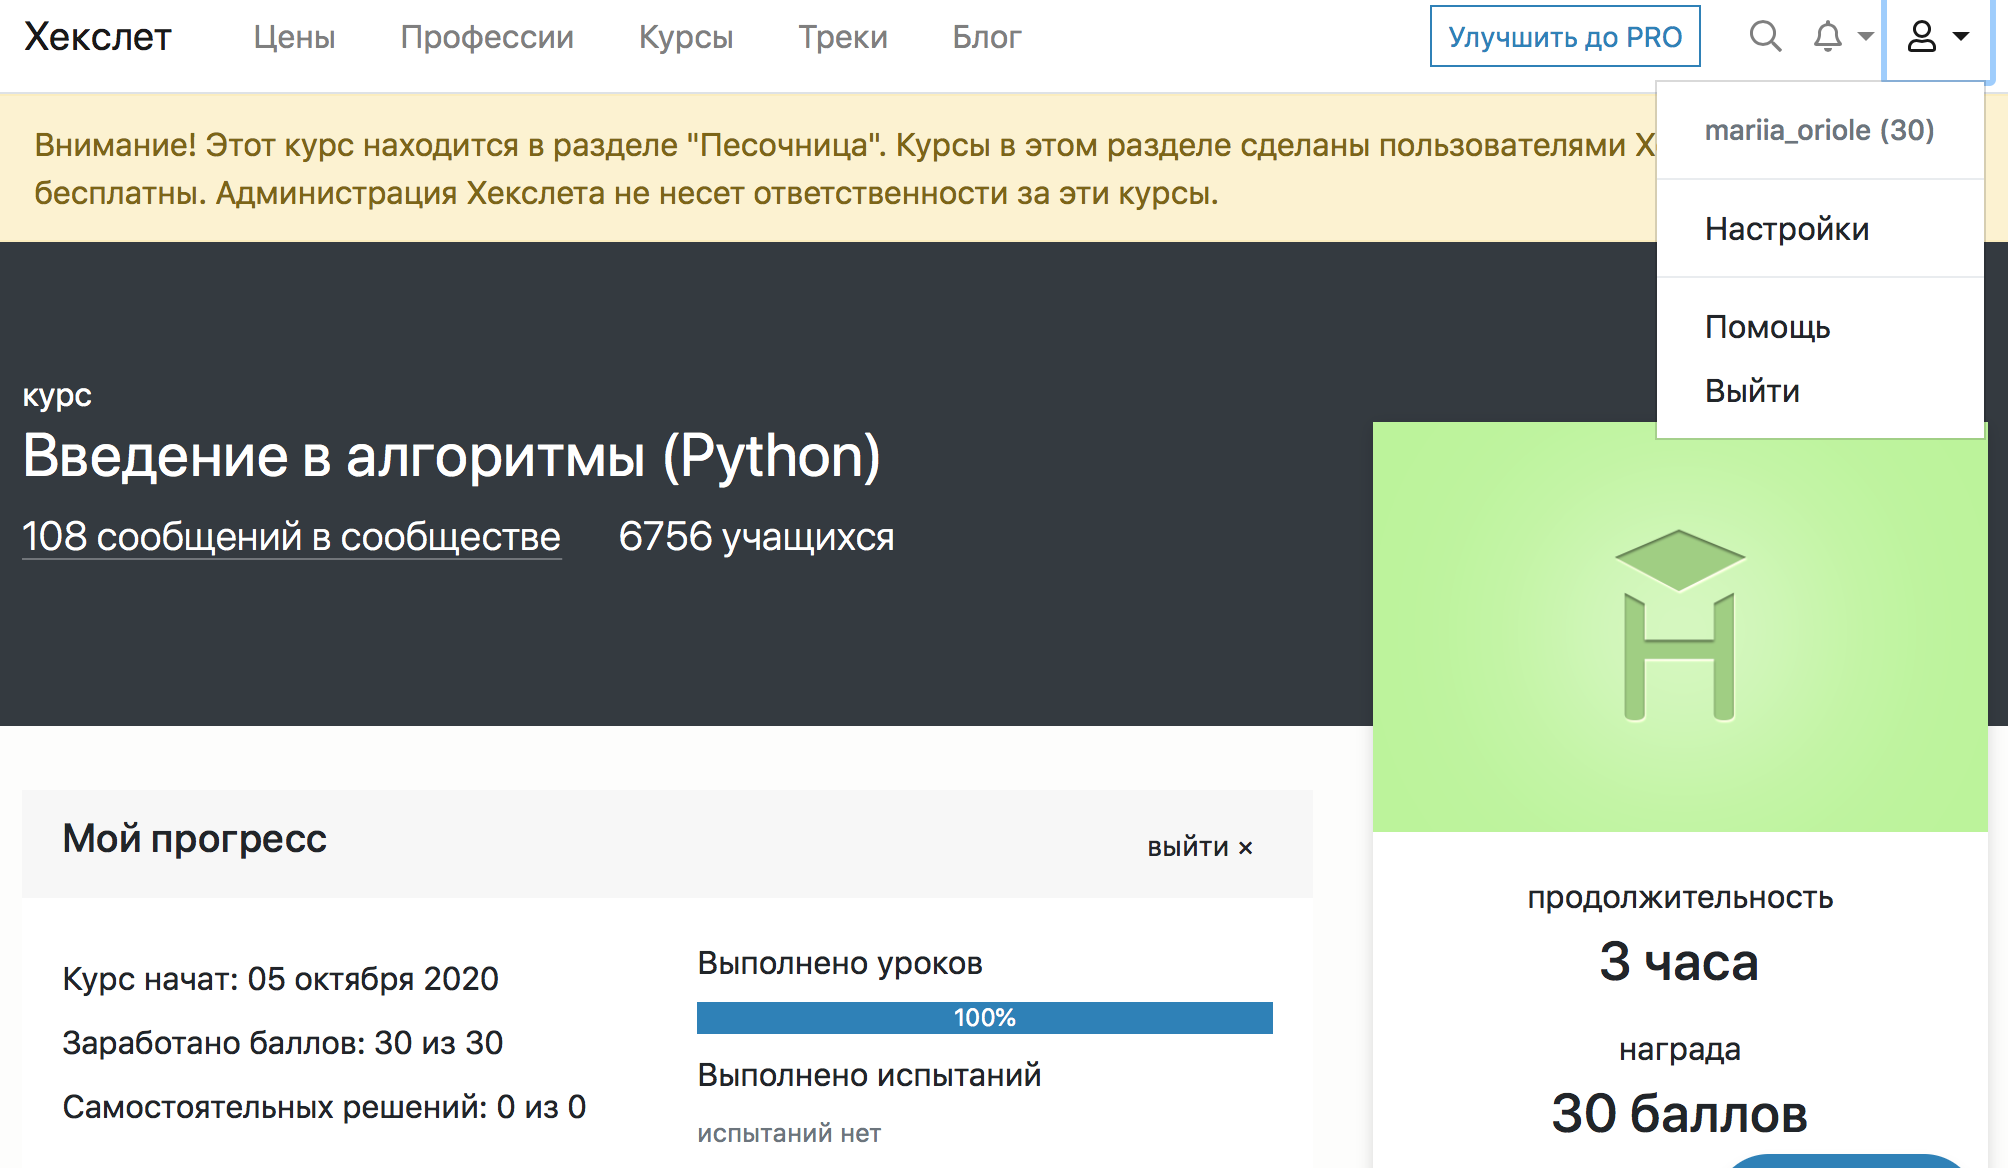 Хекслет Цены Профессии Курсы Треки Блог Улучшить до PRO
mariia_oriole (30)
Настройки
Помощь
Выйти
Внимание! Этот курс находится в разделе "Песочница". Курсы в этом разделе сделаны пользователями
бесплатны. Администрация Хекслета не несет ответственности за эти курсы.
курс
Введение в алгоритмы (Python)
108 сообщений в сообществе 6756 учащихся
Мой прогресс выйти ×
Курс начат: 05 октября 2020
Заработано баллов: 30 из 30
Самостоятельных решений: 0 из 0
Выполнено уроков
100%
Выполнено испытаний
испытаний нет
продолжительность
3 часа
награда
30 баллов